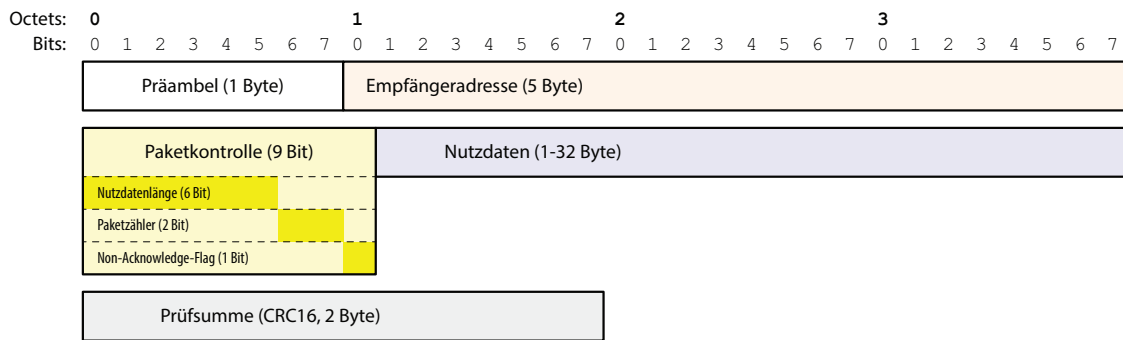 Octets: 0 1 2 3
Bits: 0 1 2 3 4 5 6 7 0 1 2 3 4 5 6 7 0 1 2 3 4 5 6 7 0 1 2 3 4 5 6 7
Präambel (1 Byte) Empfängeradresse (5 Byte)
Paketkontrolle (9 Bit) Nutzdaten (1-32 Byte)
Nutzdatenlänge (6 Bit)
Paketzähler (2 Bit)
Non-Acknowledge-Flag (1 Bit)
Prüfsumme (CRC16, 2 Byte)